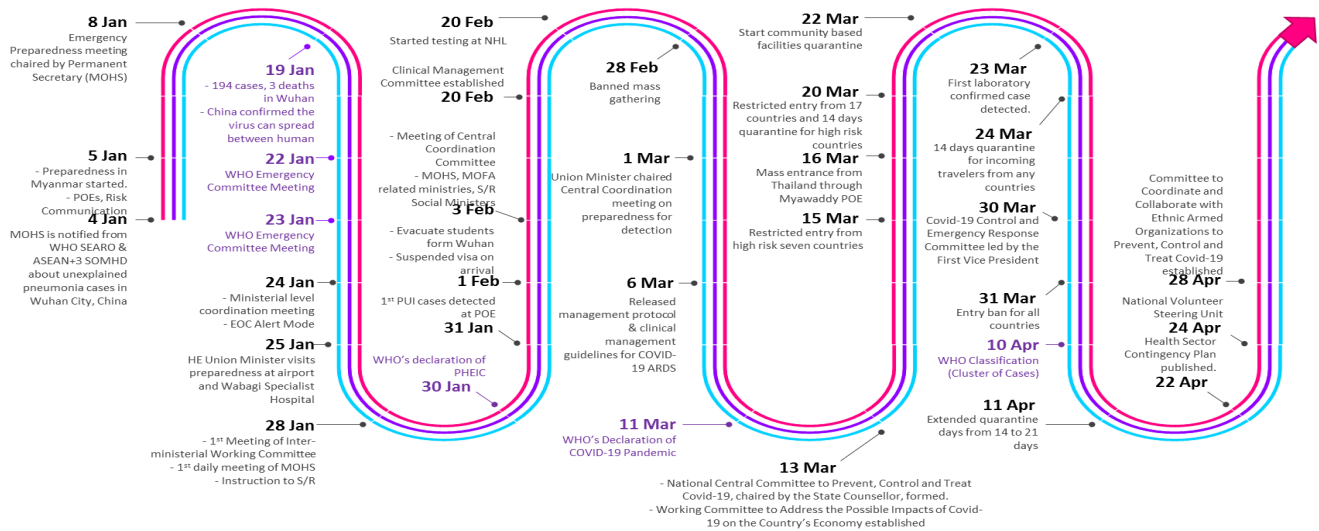 8 Jan
Emergency
Preparedness meeting
chaired by Permanent
Secretary (MOHS)
5 Jan
- Preparedness in
Myanmar started.
- POEs, Risk
Communication
4 Jan
MOHS is notified from
WHO SEARO &
ASEAN+3 SOMHD
about unexplained
pneumonia cases in
Wuhan City, China
19 Jan
- 194 cases, 3 deaths
in Wuhan
- China confirmed the
virus can spread
between human
22 Jan
WHO Emergency
Committee Meeting
23 Jan
WHO Emergency
Committee Meeting
24 Jan
- Ministerial level
coordination meeting
- EOC Alert Mode
25 Jan
HE Union Minister visits
preparedness at airport
and Wabagi Specialist
Hospital
28 Jan
- 1st Meeting of Inter-
ministerial Working Committee
- 1st daily meeting of MOHS
- Instruction to S/R
20 Feb
Started testing at NHL
Clinical Management
Committee established
20 Feb
- Meeting of Central
Coordination
Committee
- MOHS, MOFA
related ministries, S/R
Social Ministers
3 Feb
- Evacuate students
form Wuhan
- Suspended visa on
arrival
1 Feb
1st PUI cases detected
at POE
31 Jan
WHO's declaration of
PHEIC
30 Jan
28 Feb
Banned mass
gathering
1 Mar
Union Minister chaired
Central Coordination
meeting on
preparedness for
detection
6 Mar
Released
management protocol
& clinical
management
guidelines for COVID-
19 ARDS
11 Mar
WHO's Declaration of
COVID-19 Pandemic
22 Mar
Start community based
facilities quarantine
20 Mar
Restricted entry from 17
countries and 14 days
quarantine for high risk
countries
16 Mar
Mass entrance from
Thailand through
Myawaddy POE
15 Mar
Restricted entry from
high risk seven countries
13 Mar
- National Central Committee to Prevent, Control and Treat
Covid-19, chaired by the State Counsellor, formed.
- Working Committee to Address the Possible Impacts of Covid-
19 on the Country's Economy established
23 Mar
First laboratory
confirmed case
detected.
24 Mar
14 days quarantine
for incoming
travelers from any
countries
30 Mar
Covid-19 Control and
Emergency Response
Committee led by the
First Vice President
31 Mar
Entry ban for all
countries
10 Apr
WHO Classification
(Cluster of Cases)
11 Apr
Extended quarantine
days from 14 to 21
days
Committee to
Coordinate and
Collaborate with
Ethnic Armed
Organizations to
Prevent, Control and
Treat Covid-19
established
28 Apr
National Volunteer
Steering Unit
24 Apr
Health Sector
Contingency Plan
published.
22 Apr